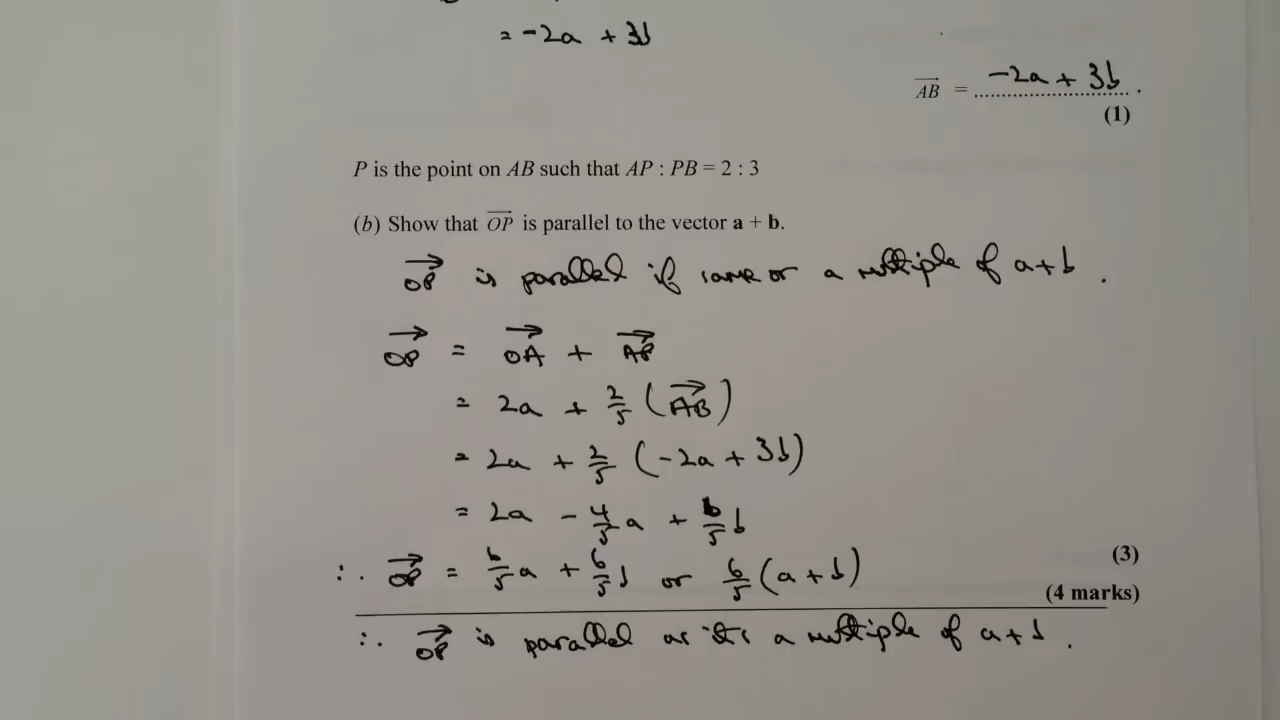 = -2a + 3b
→AB = -2a + 3b.
(1)
P is the point on AB such that AP : PB = 2 : 3
(b) Show that →OP is parallel to the vector a + b.
→OP is parallel if same or a multiple of a+b.
→OP = →OA + →AP
= 2a + 2/5 (→AB)
= 2a + 2/5 (-2a + 3b)
= 2a - 4/5 a + 6/5 b
∴ →OP = 6/5 a + 6/5 b or 6/5 (a+b)
(3)
(4 marks)
∴ →OP is parallel as it is a multiple of a+b.